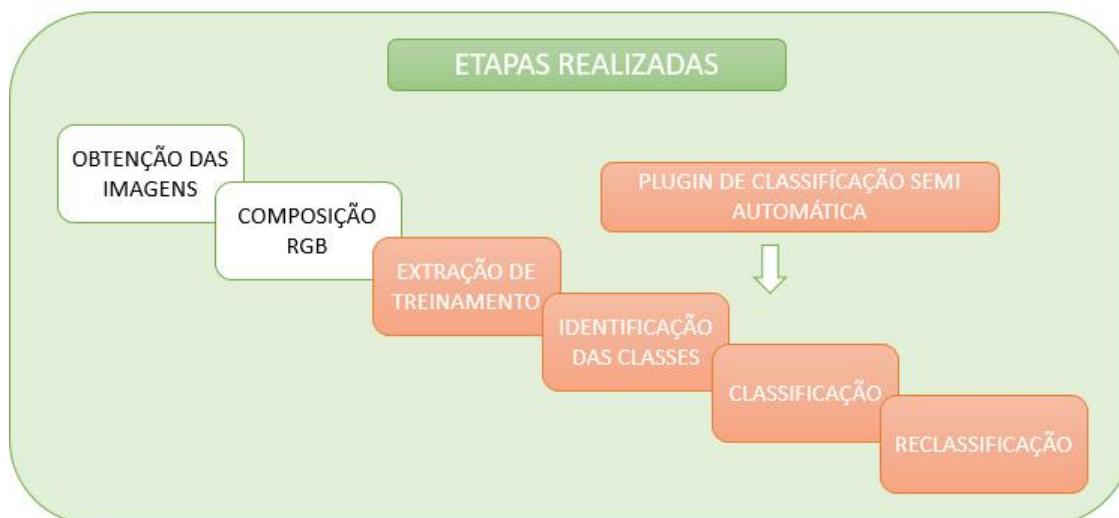 ETAPAS REALIZADAS
OBTENÇÃO DAS
IMAGENS
COMPOSIÇÃO
RGB
EXTRAÇÃO DE
TREINAMENTO
PLUGIN DE CLASSIFÍCAÇÃO SEMI
AUTOMÁTICA
IDENTIFICAÇÃO
DAS CLASSES
CLASSIFICAÇÃO
RECLASSIFICAÇÃO